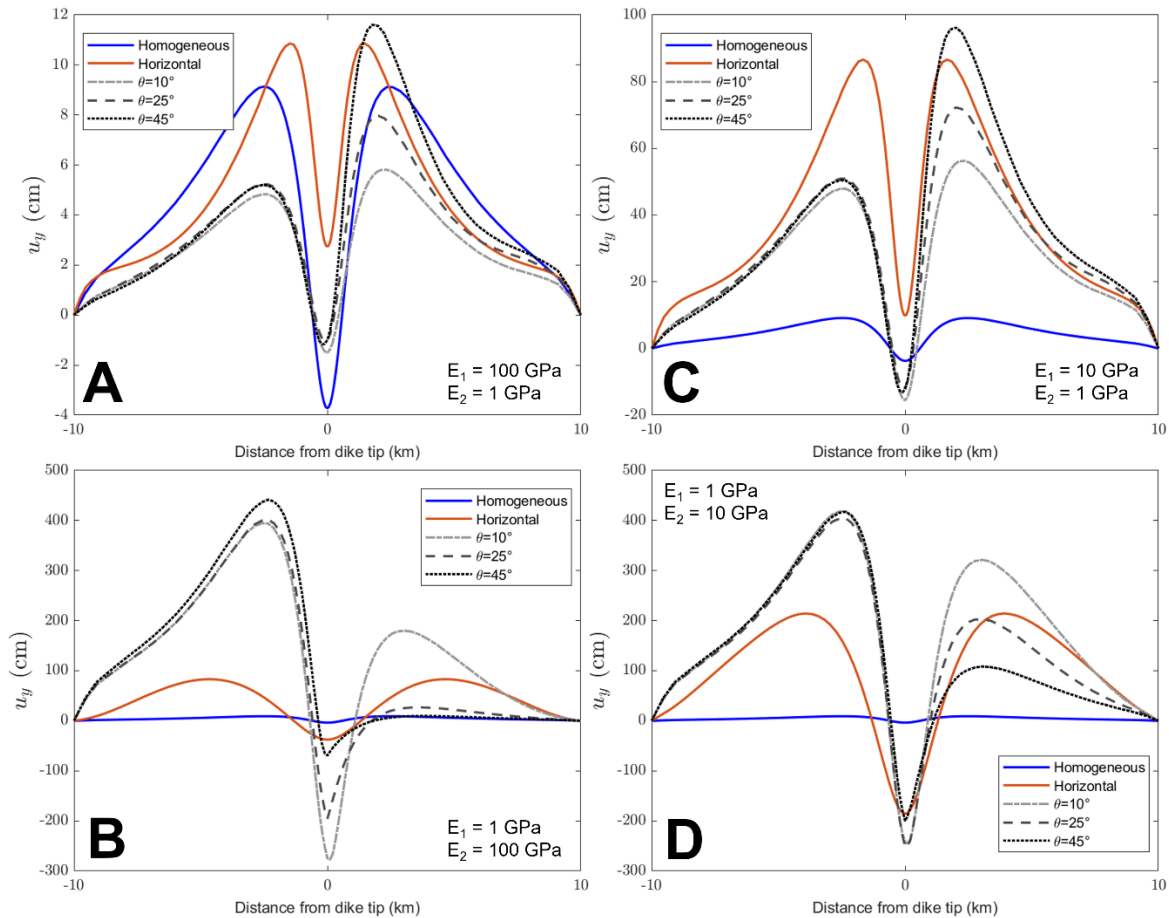 12
10
8
6
4
2
0
-2
-4
u_y (cm)
Homogeneous
Horizontal
θ=10°
θ=25°
θ=45°
A
E₁ = 100 GPa
E₂ = 1 GPa
-10
0
10
Distance from dike tip (km)
100
80
60
40
20
0
-20
u_y (cm)
Homogeneous
Horizontal
θ=10°
θ=25°
θ=45°
C
E₁ = 10 GPa
E₂ = 1 GPa
-10
0
10
Distance from dike tip (km)
500
400
300
200
100
0
-100
-200
-300
u_y (cm)
Homogeneous
Horizontal
θ=10°
θ=25°
θ=45°
B
E₁ = 1 GPa
E₂ = 100 GPa
-10
0
10
Distance from dike tip (km)
500
400
300
200
100
0
-100
-200
-300
u_y (cm)
E₁ = 1 GPa
E₂ = 10 GPa
Homogeneous
Horizontal
θ=10°
θ=25°
θ=45°
D
-10
0
10
Distance from dike tip (km)